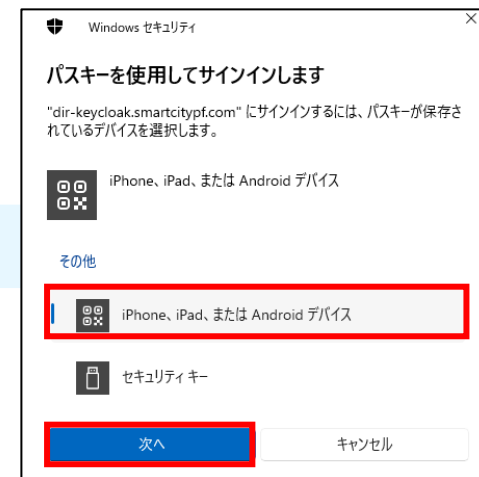 Windows セキュリティ
パスキーを使用してサインインします
"dir-keycloak.smartcitypf.com" にサインインするには、パスキーが保存さ
れているデバイスを選択します。
iPhone、iPad、または Android デバイス
その他
iPhone、iPad、または Android デバイス
セキュリティ キー
次へ
キャンセル